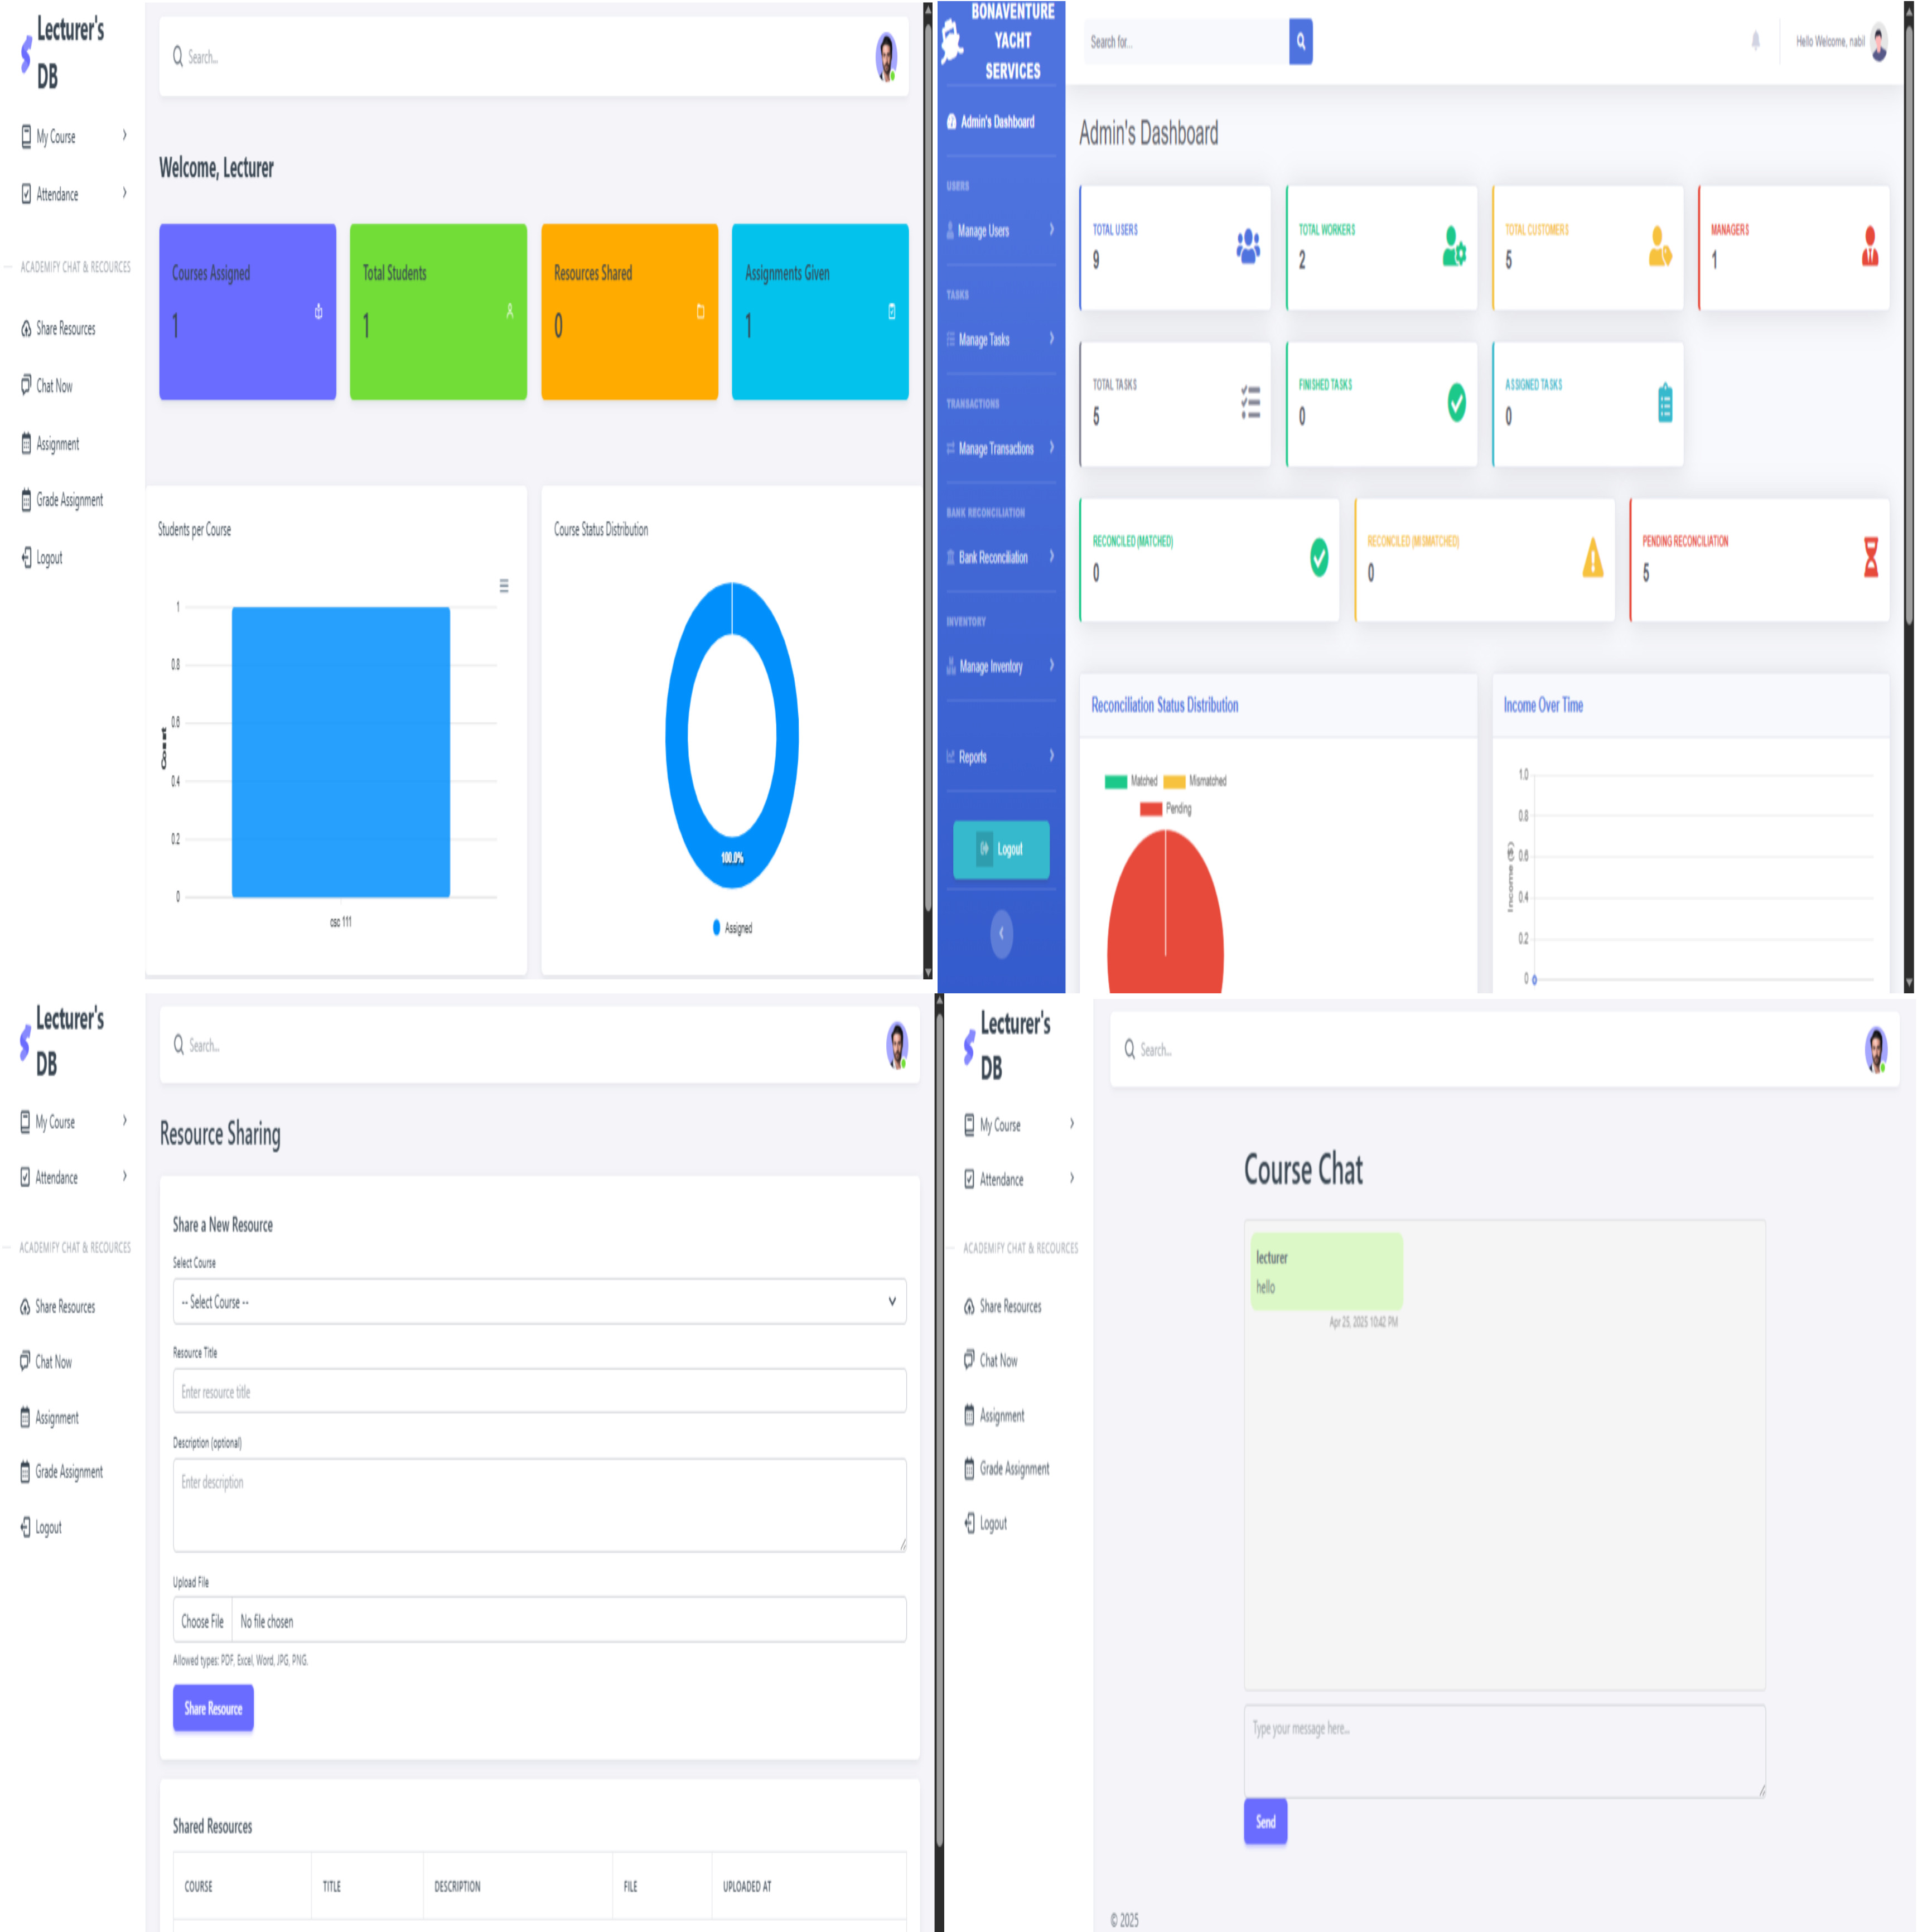 Lecturer's
DB
My Course
Attendance
ACADEMIFY CHAT & RECOURCES
Share Resources
Chat Now
Assignment
Grade Assignment
Logout
Search...
Welcome, Lecturer
Courses Assigned
1
Total Students
1
Resources Shared
0
Assignments Given
1
Students per Course
1
0.8
0.6
0.4
0.2
0
Count
csc 111
Course Status Distribution
100.0%
Assigned
BONAVENTURE
YACHT
SERVICES
Admin's Dashboard
USERS
Manage Users
TASKS
Manage Tasks
TRANSACTIONS
Manage Transactions
BANK RECONCILIATION
Bank Reconciliation
INVENTORY
Manage Inventory
Reports
Logout
Search for...
Hello Welcome, nabil
Admin's Dashboard
TOTAL USERS
9
TOTAL WORKERS
2
TOTAL CUSTOMERS
5
MANAGERS
1
TOTAL TASKS
5
FINISHED TASKS
0
ASSIGNED TASKS
0
RECONCILED (MATCHED)
0
RECONCILED (MISMATCHED)
0
PENDING RECONCILIATION
5
Reconciliation Status Distribution
Matched Mismatched
Pending
Income Over Time
1.0
0.8
0.6
0.4
0.2
0
Income ($)
Lecturer's
DB
My Course
Attendance
ACADEMIFY CHAT & RECOURCES
Share Resources
Chat Now
Assignment
Grade Assignment
Logout
Search...
Resource Sharing
Share a New Resource
Select Course
-- Select Course --
Resource Title
Enter resource title
Description (optional)
Enter description
Upload File
Choose File No file chosen
Allowed types: PDF, Excel, Word, JPG, PNG.
Share Resource
Shared Resources
COURSE TITLE DESCRIPTION FILE UPLOADED AT
Lecturer's
DB
My Course
Attendance
ACADEMIFY CHAT & RECOURCES
Share Resources
Chat Now
Assignment
Grade Assignment
Logout
Search...
Course Chat
lecturer
hello
Apr 25, 2025 10:42 PM
Type your message here...
Send
© 2025